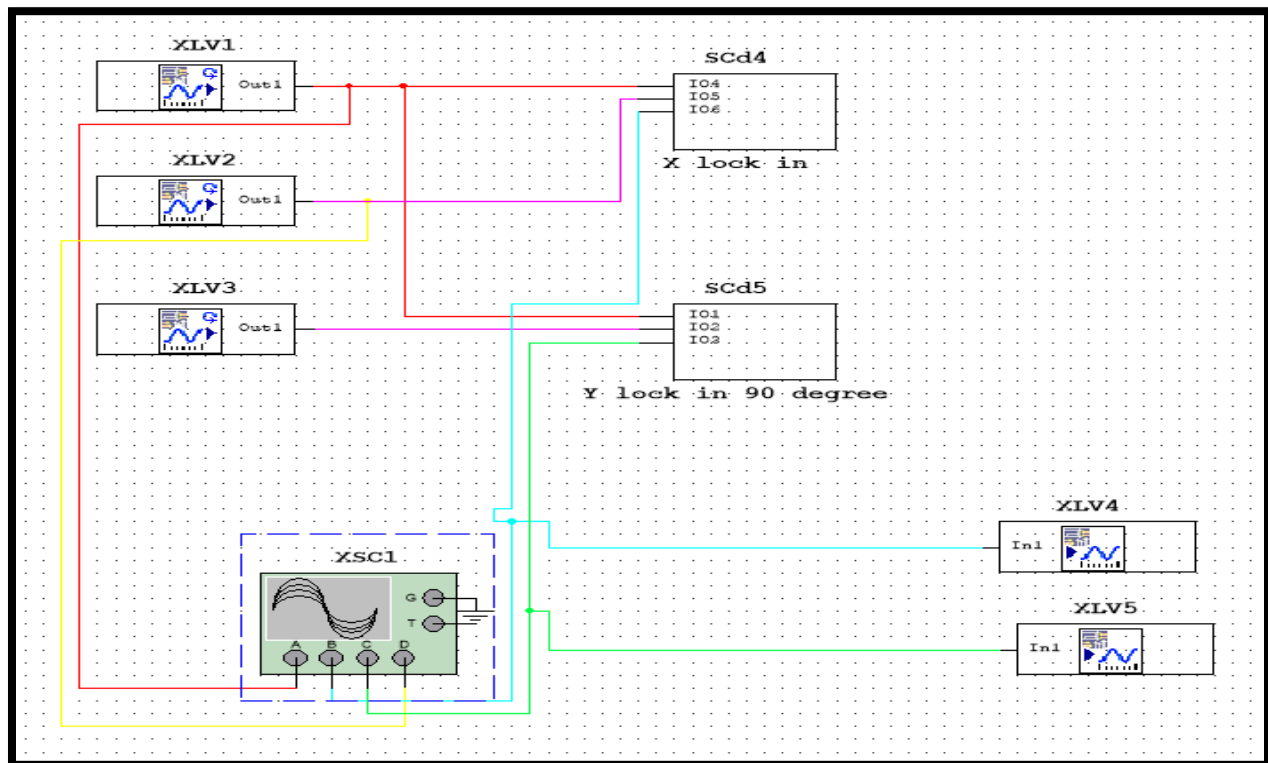 XLV1
Out1
SCd4
IO4
IO5
IO6
X lock in
XLV2
Out1
XLV3
Out1
SCd5
IO1
IO2
IO3
Y lock in 90 degree
XLV4
In1
XSC1
G
T
A B C D
XLV5
In1